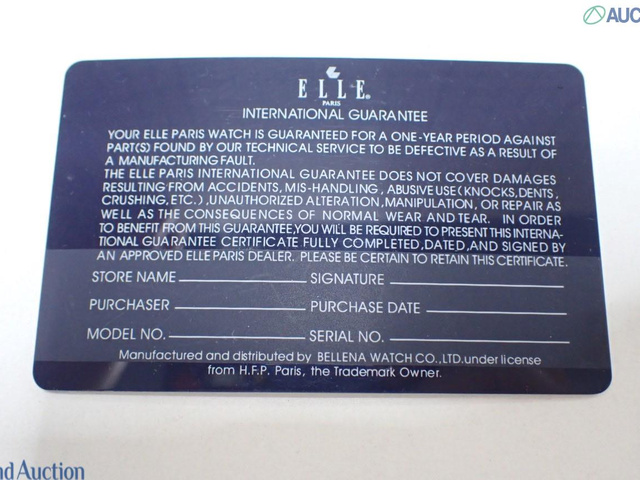 AUC
ELLE®
PARIS
INTERNATIONAL GUARANTEE
YOUR ELLE PARIS WATCH IS GUARANTEED FOR A ONE-YEAR PERIOD AGAINST
PART(S) FOUND BY OUR TECHNICAL SERVICE TO BE DEFECTIVE AS A RESULT OF
A MANUFACTURING FAULT.
THE ELLE PARIS INTERNATIONAL GUARANTEE DOES NOT COVER DAMAGES
RESULTING FROM ACCIDENTS, MIS-HANDLING, ABUSIVE USE (KNOCKS, DENTS,
CRUSHING, ETC.), UNAUTHORIZED ALTERATION, MANIPULATION, OR REPAIR AS
WELL AS THE CONSEQUENCES OF NORMAL WEAR AND TEAR. IN ORDER
TO BENEFIT FROM THIS GUARANTEE, YOU WILL BE REQUIRED TO PRESENT THIS INTERNA-
TIONAL GUARANTEE CERTIFICATE FULLY COMPLETED, DATED, AND SIGNED BY
AN APPROVED ELLE PARIS DEALER. PLEASE BE CERTAIN TO RETAIN THIS CERTIFICATE.
STORE NAME SIGNATURE
PURCHASER PURCHASE DATE
MODEL NO. SERIAL NO.
Manufactured and distributed by BELLENA WATCH CO., LTD. under license
from H.F.P. Paris, the Trademark Owner.
nd Auction